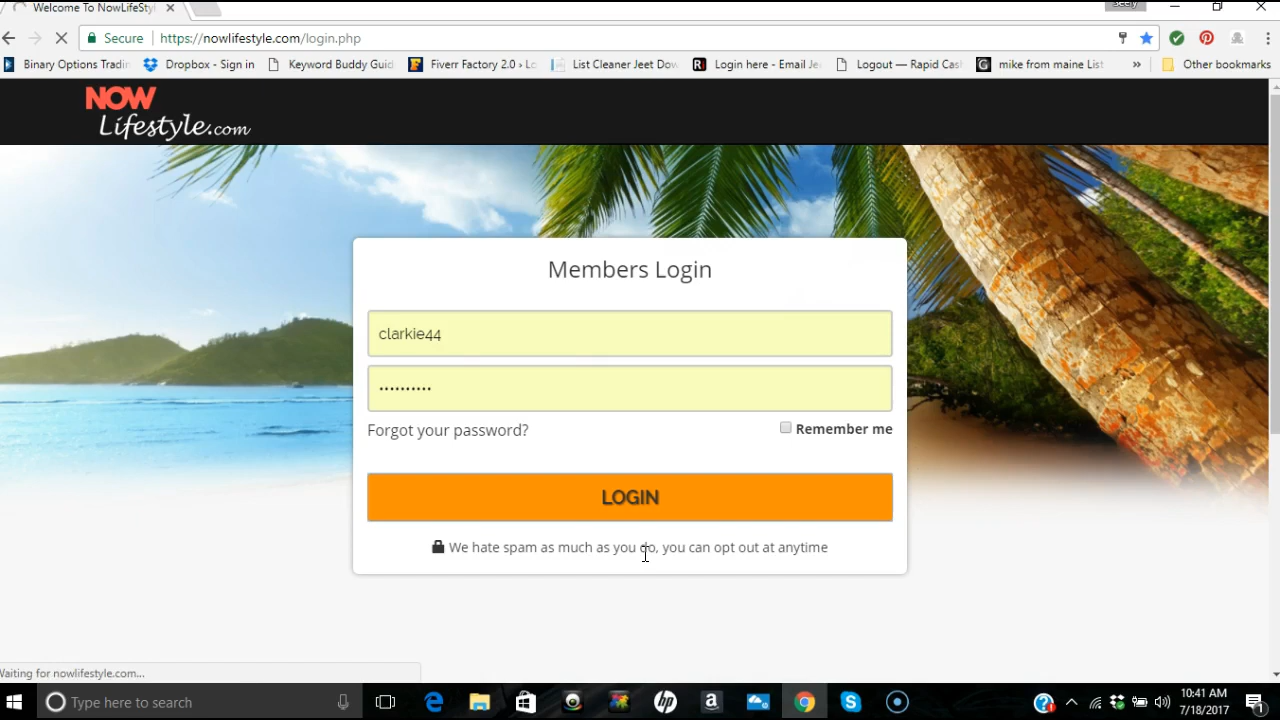 Welcome To NowLifeSty
Seely
Secure
https://nowlifestyle.com/login.php
Binary Options Tradin
Dropbox - Sign in
Keyword Buddy Guid
Fiverr Factory 2.0 › Lo
List Cleaner Jeet Dow
Login here - Email Je
Logout — Rapid Cas
mike from maine List
»
Other bookmarks
NOW
Lifestyle.com
Members Login
clarkie44
••••••••••
Forgot your password?
Remember me
LOGIN
We hate spam as much as you do, you can opt out at anytime
Waiting for nowlifestyle.com...
Type here to search
10:41 AM
7/18/2017